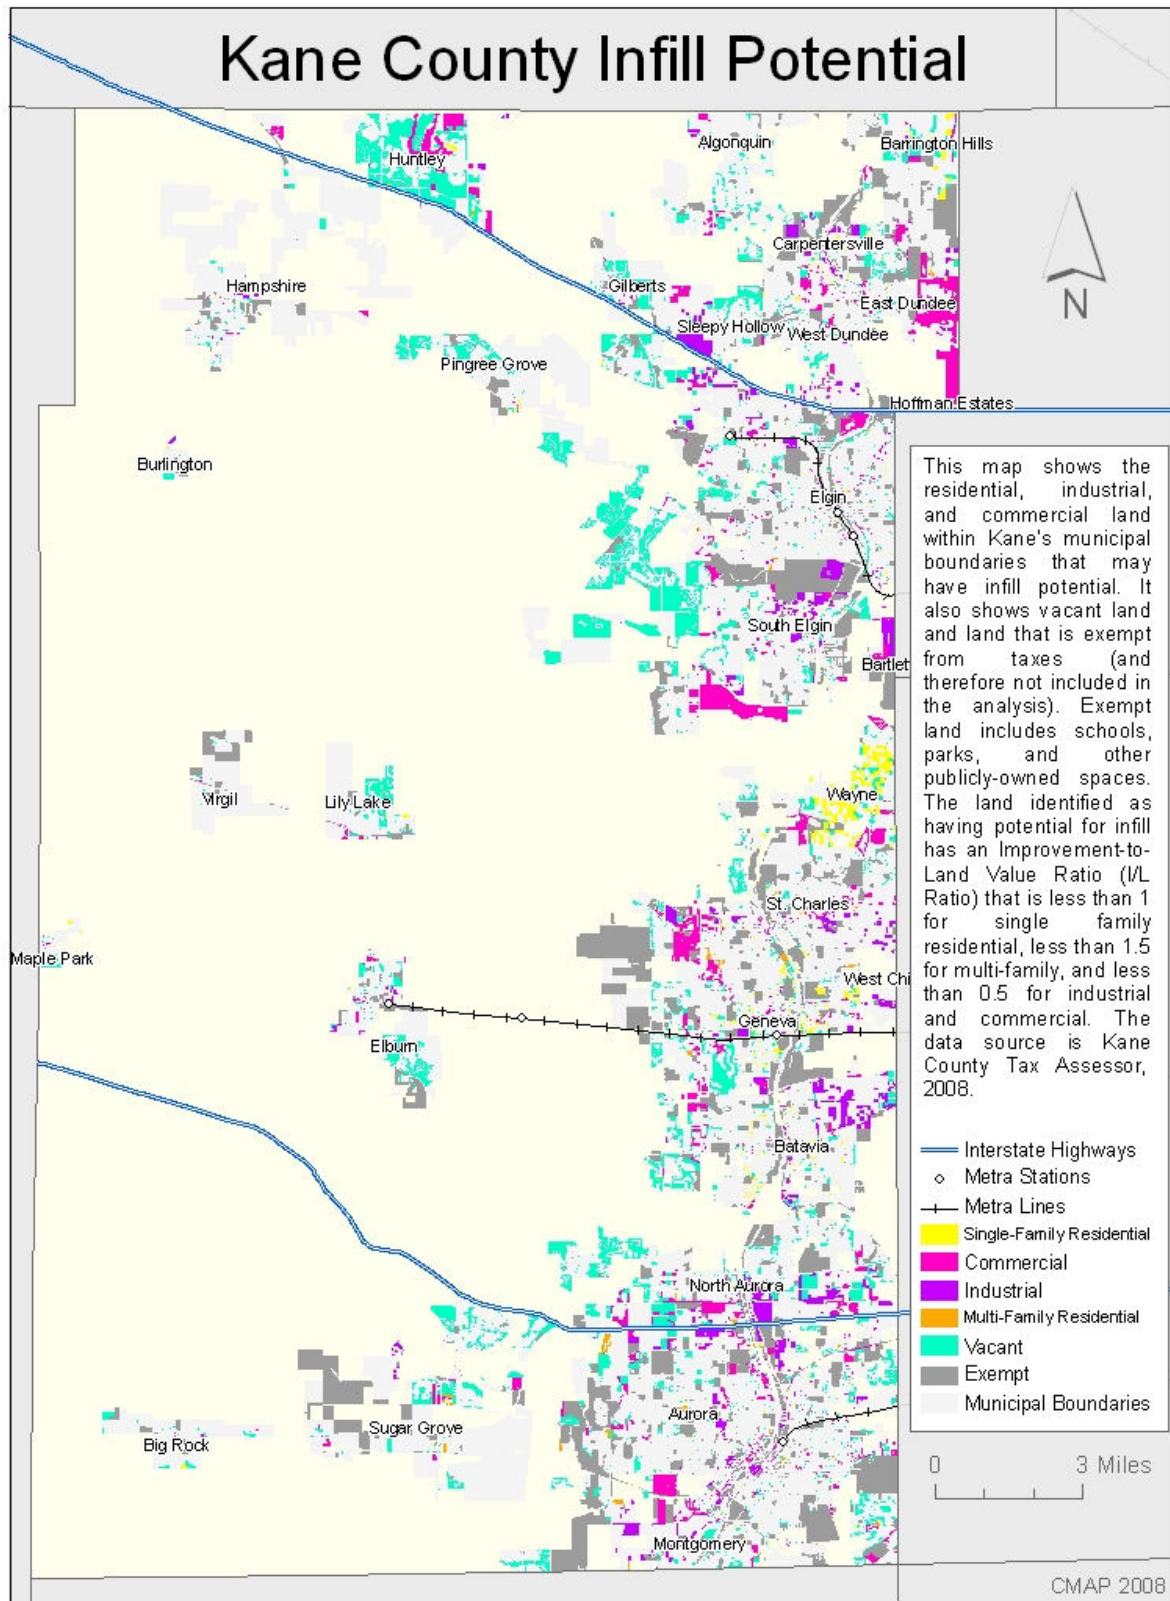 Kane County Infill Potential
Huntley
Algonquin
Barrington Hills
Carpentersville
Hampshire
Gilberts
East Dundee
N
Sleepy Hollow
West Dundee
Pingree Grove
Hoffman Estates
Burlington
Elgin
South Elgin
Bartlet
Virgil
Lily Lake
Wayne
St. Charles
Maple Park
West Chi
Geneva
Elburn
Batavia
North Aurora
Aurora
Sugar Grove
Big Rock
Montgomery
This map shows the
residential, industrial,
and commercial land
within Kane's municipal
boundaries that may
have infill potential. It
also shows vacant land
and land that is exempt
from taxes (and
therefore not included in
the analysis). Exempt
land includes schools,
parks, and other
publicly-owned spaces.
The land identified as
having potential for infill
has an Improvement-to-
Land Value Ratio (I/L
Ratio) that is less than 1
for single family
residential, less than 1.5
for multi-family, and less
than 0.5 for industrial
and commercial. The
data source is Kane
County Tax Assessor,
2008.
Interstate Highways
Metra Stations
Metra Lines
Single-Family Residential
Commercial
Industrial
Multi-Family Residential
Vacant
Exempt
Municipal Boundaries
0 3 Miles
CMAP 2008